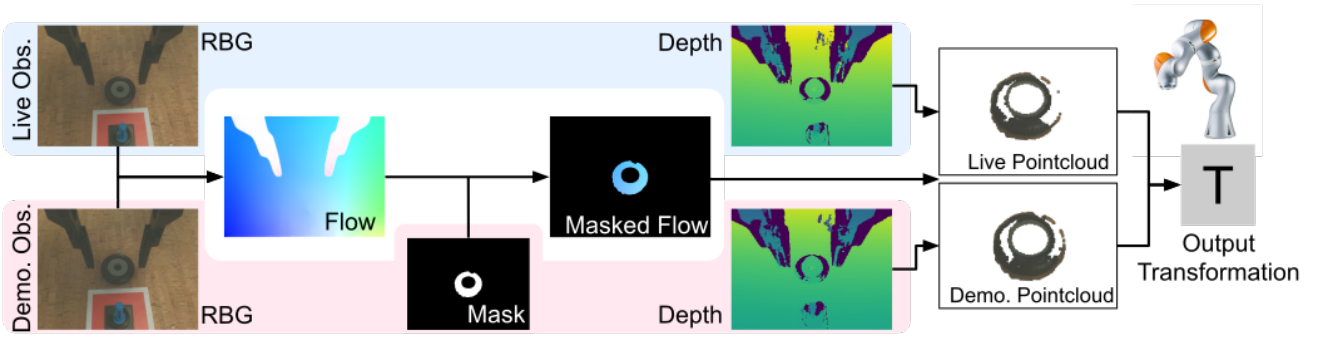 Live Obs.
RBG
Depth
Live Pointcloud
Flow
Masked Flow
T
Demo. Obs.
RBG
Mask
Depth
Demo. Pointcloud
Output
Transformation